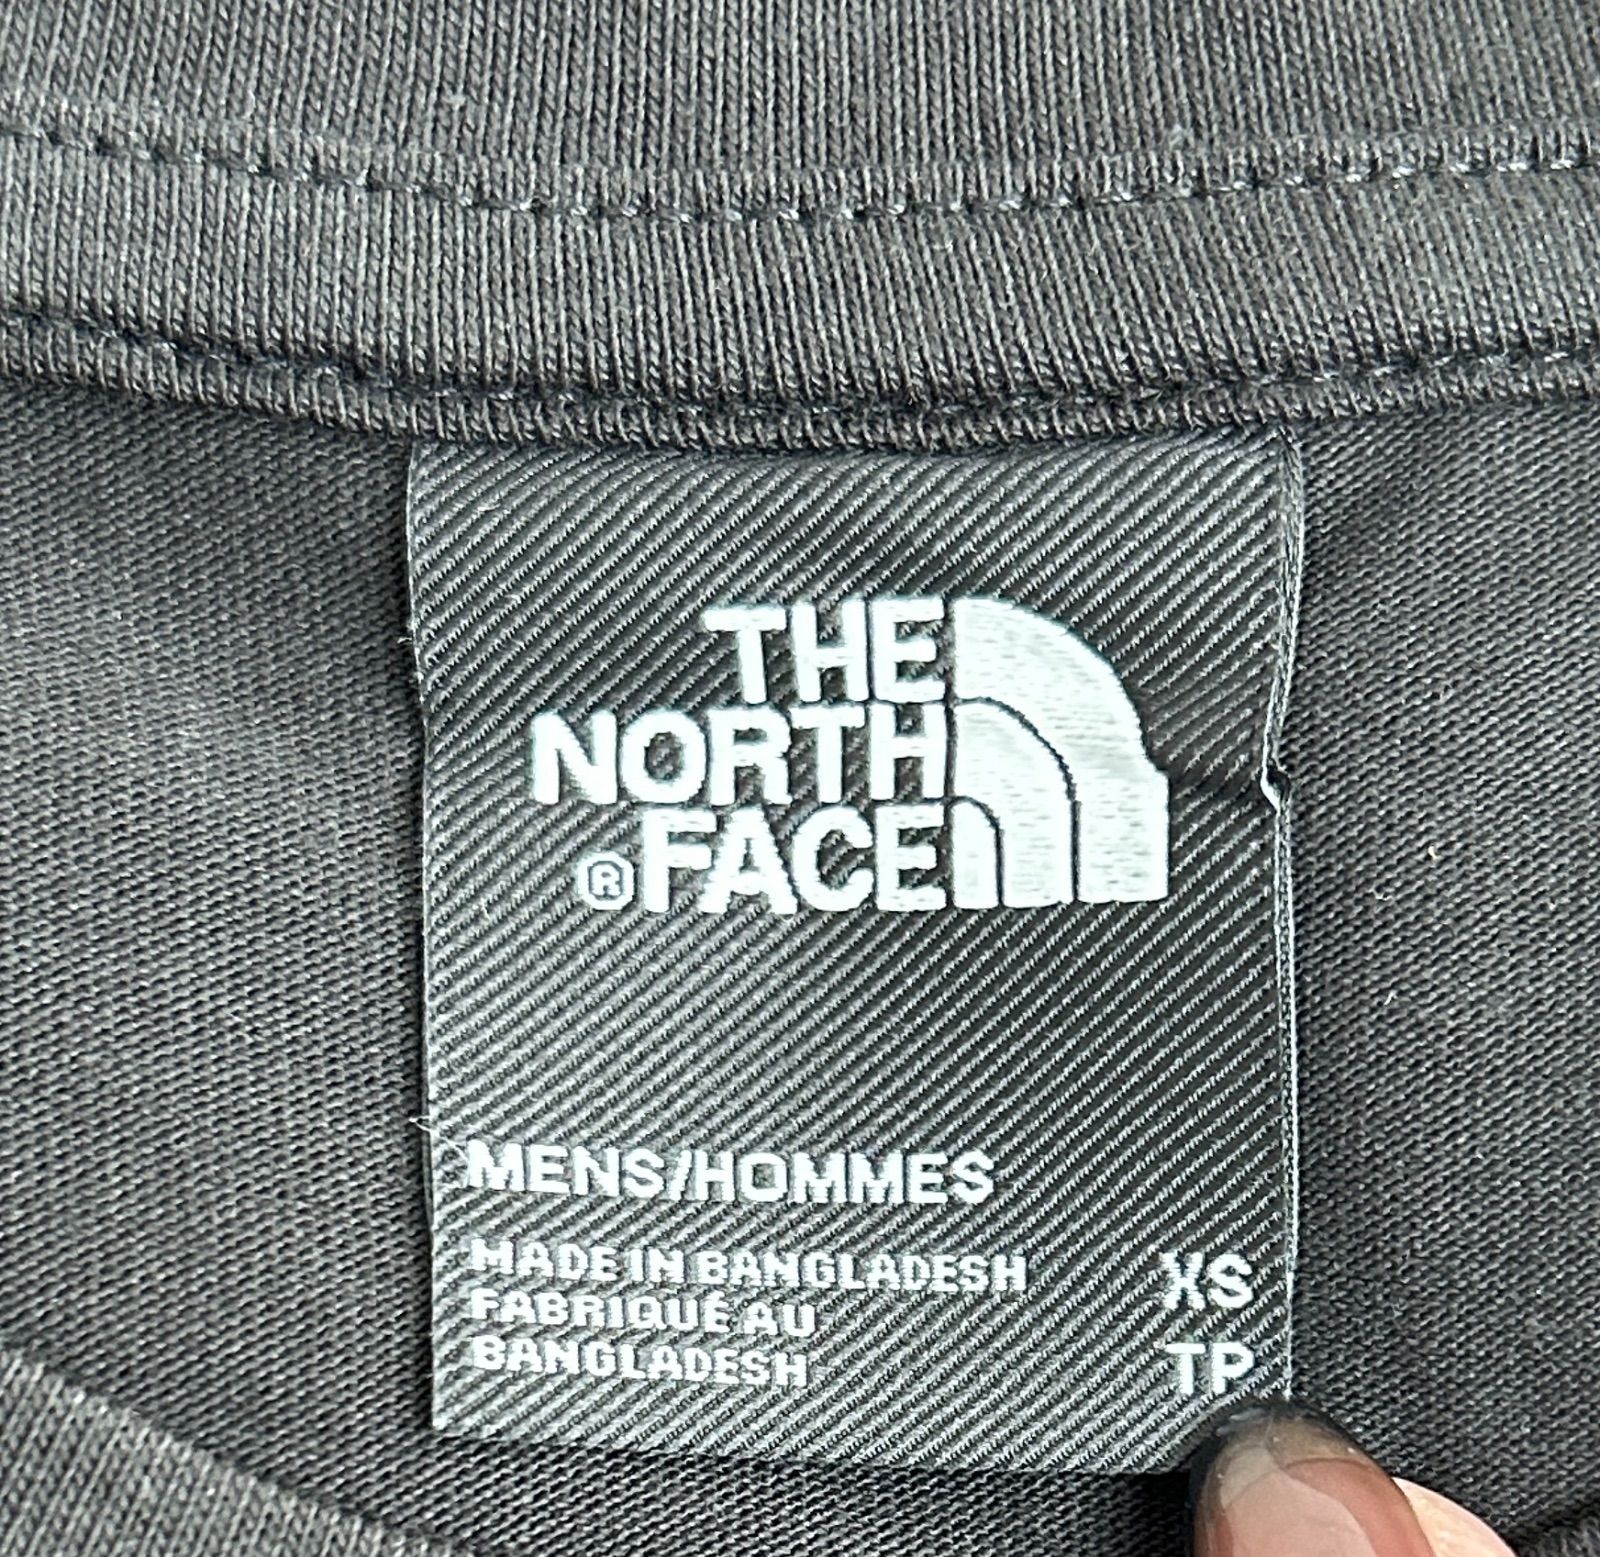 THE
NORTH
®FACE
MENS/HOMMES
MADE IN BANGLADESH XS
FABRIQUÉ AU
BANGLADESH TP